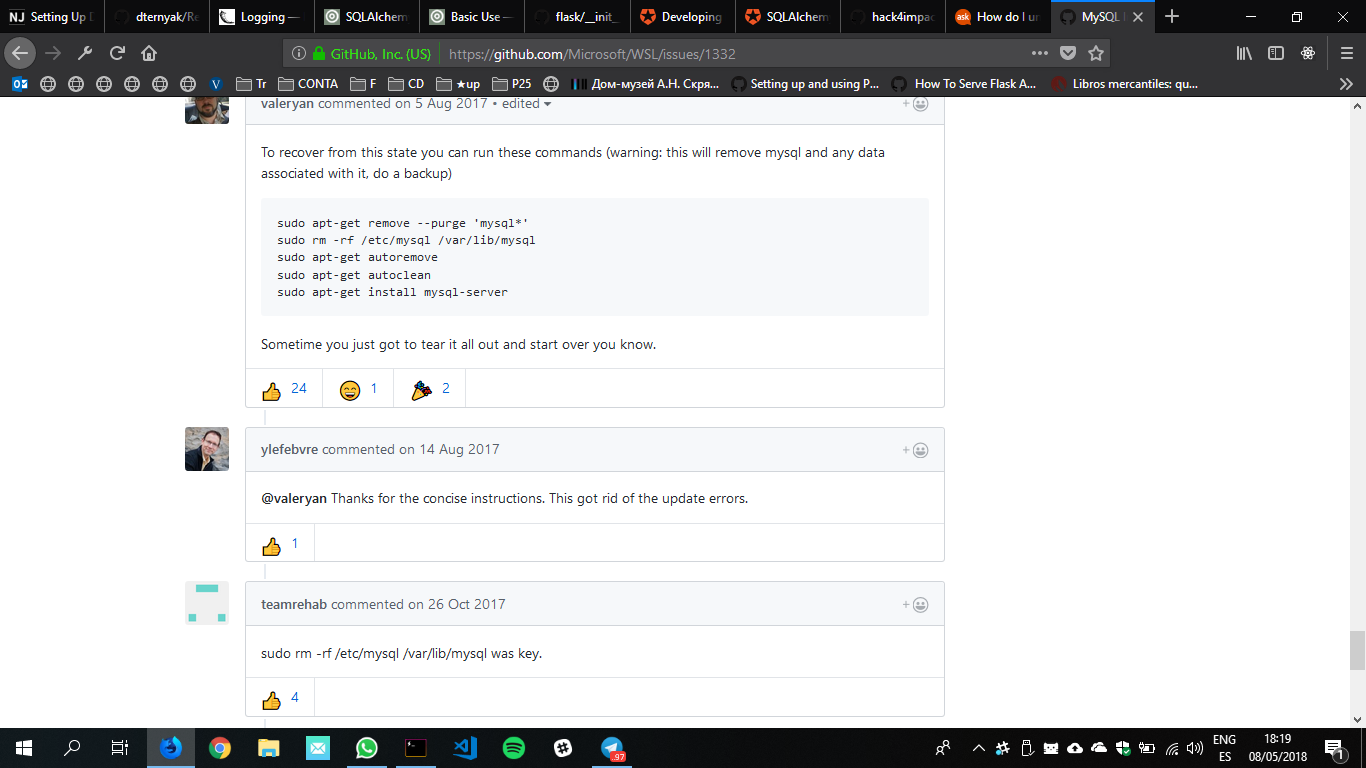 NJ Setting Up D
dternyak/Re
Logging —
SQLAlchem
Basic Use —
flask/__init_
Developing
SQLAlchem
hack4impac
ask How do I un
MySQL
GitHub, Inc. (US) https://github.com/Microsoft/WSL/issues/1332
V Tr CONTA F CD ★up P25 Дом-музей А.Н. Скря... Setting up and using P... How To Serve Flask A... Libros mercantiles: qu...
valeryan commented on 5 Aug 2017 • edited
To recover from this state you can run these commands (warning: this will remove mysql and any data
associated with it, do a backup)
sudo apt-get remove --purge 'mysql*'
sudo rm -rf /etc/mysql /var/lib/mysql
sudo apt-get autoremove
sudo apt-get autoclean
sudo apt-get install mysql-server
Sometime you just got to tear it all out and start over you know.
24 1 2
ylefebvre commented on 14 Aug 2017
@valeryan Thanks for the concise instructions. This got rid of the update errors.
1
teamrehab commented on 26 Oct 2017
sudo rm -rf /etc/mysql /var/lib/mysql was key.
4
97
ENG
ES
18:19
08/05/2018
1